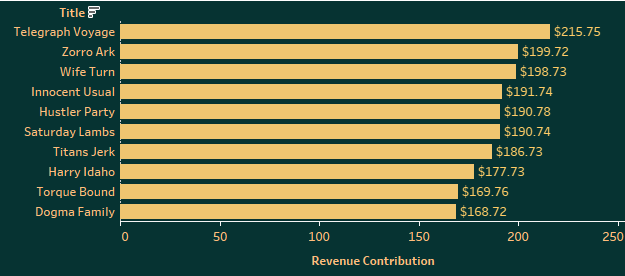 Title
Telegraph Voyage $215.75
Zorro Ark $199.72
Wife Turn $198.73
Innocent Usual $191.74
Hustler Party $190.78
Saturday Lambs $190.74
Titans Jerk $186.73
Harry Idaho $177.73
Torque Bound $169.76
Dogma Family $168.72
0 50 100 150 200 250
Revenue Contribution